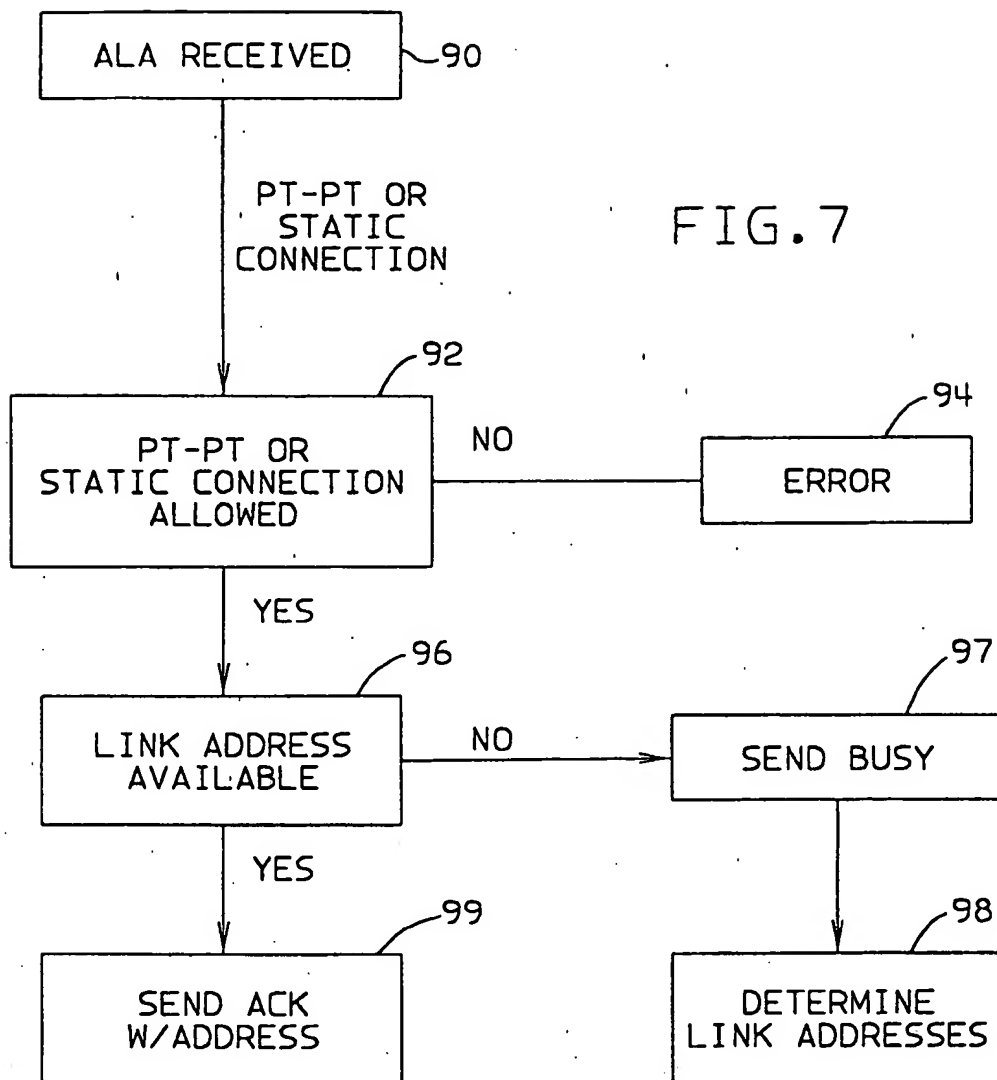 ALA RECEIVED
90
PT-PT OR
STATIC
CONNECTION
FIG.7
92
PT-PT OR
STATIC CONNECTION
ALLOWED
NO
94
ERROR
YES
96
LINK ADDRESS
AVAILABLE
NO
97
SEND BUSY
YES
99
SEND ACK
W/ADDRESS
98
DETERMINE
LINK ADDRESSES